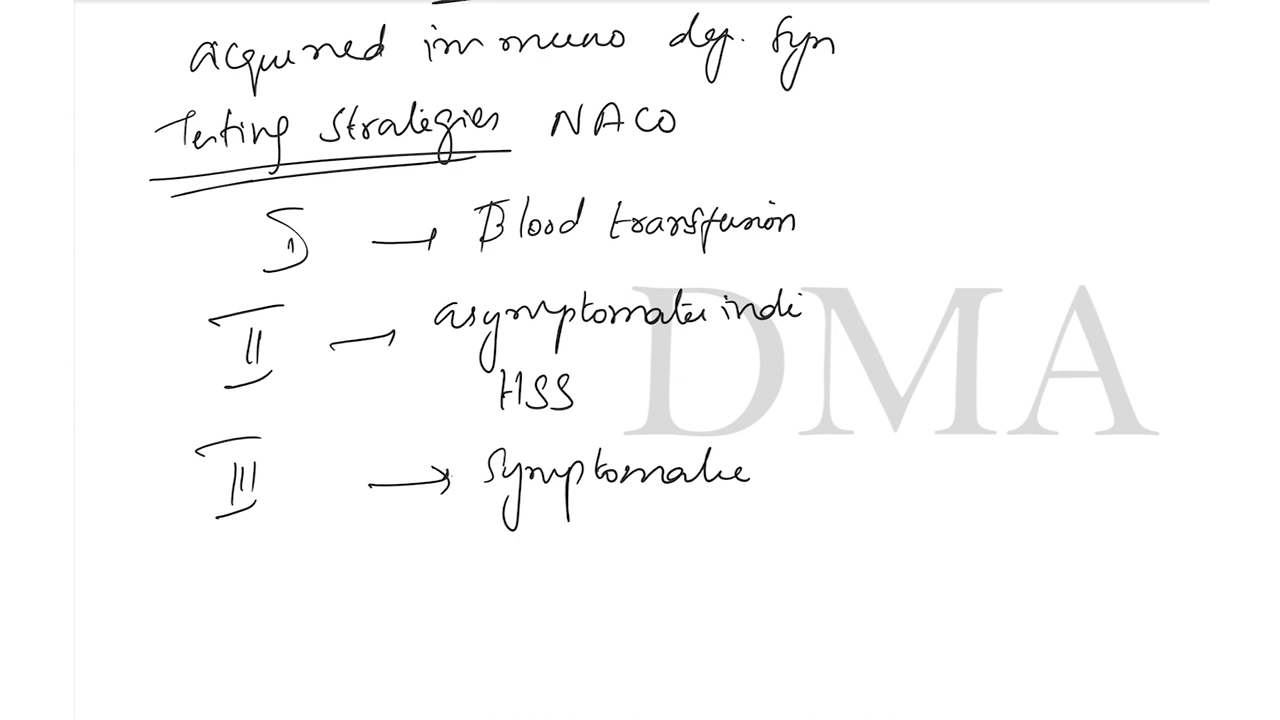 acquired immuno def. Syn
Testing Strategies NACO
I → Blood transfusion
II → asymptomatic indi
HSS
III → Symptomatic
DMA